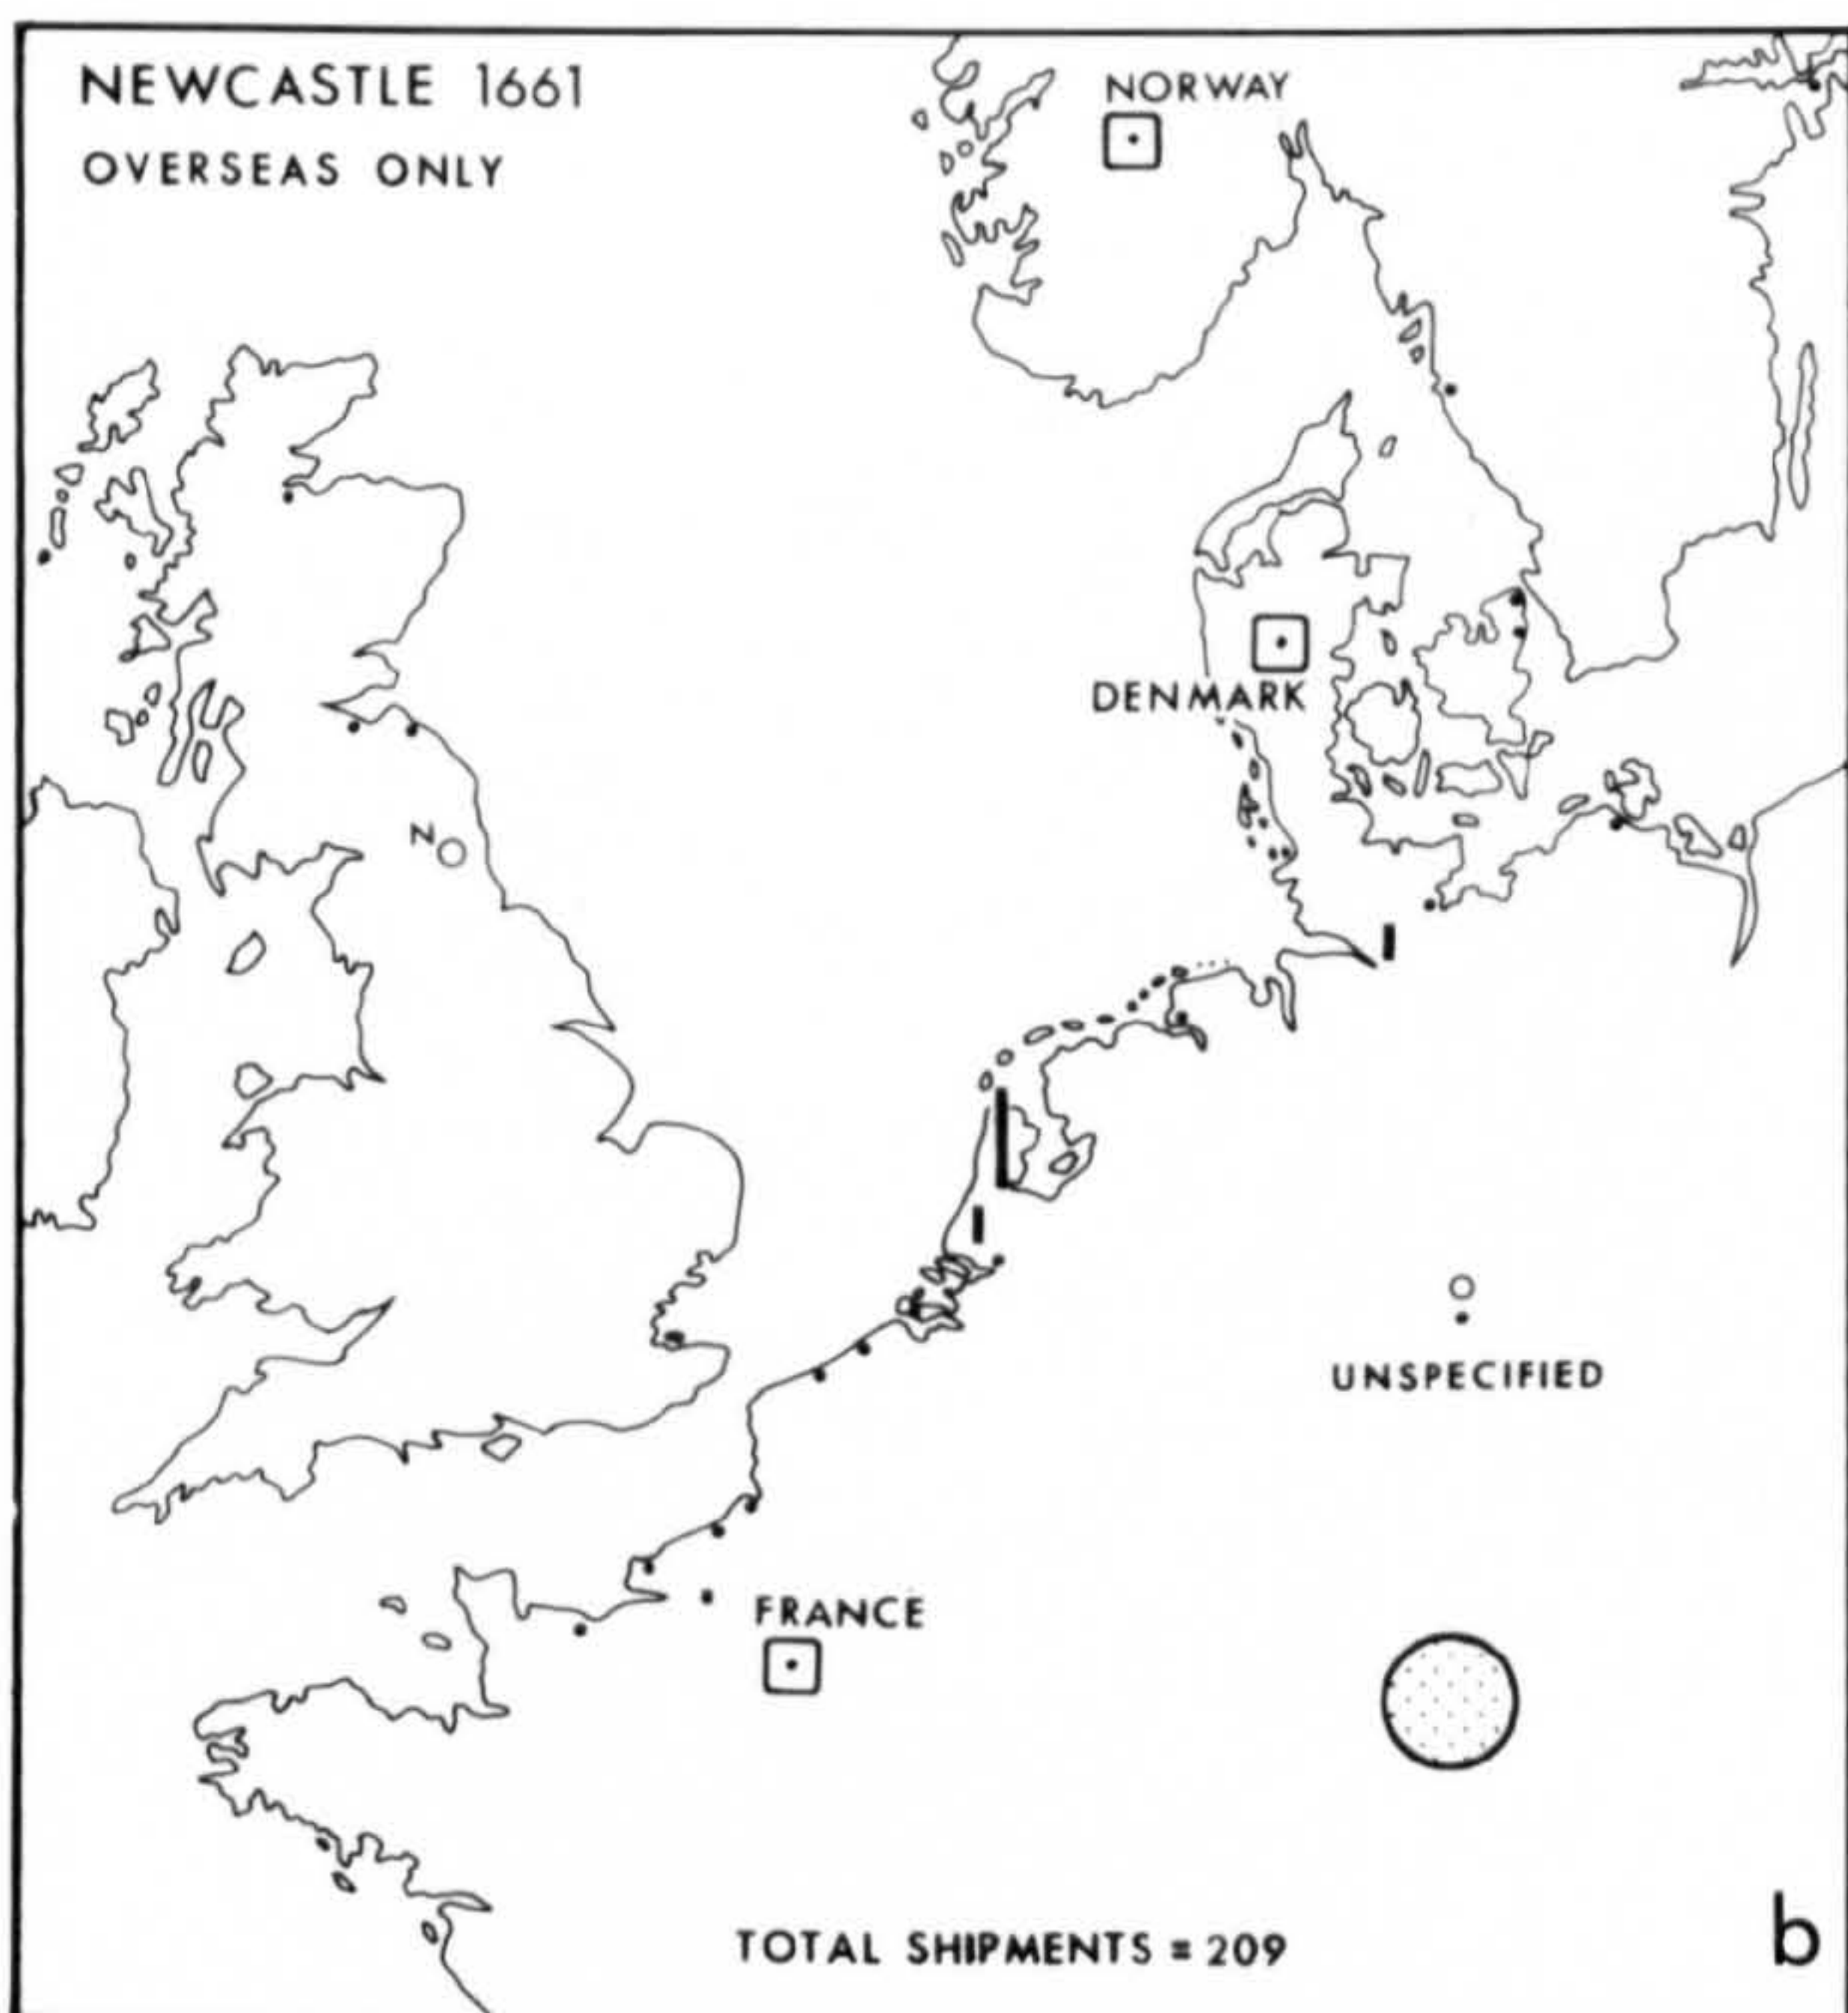 NEWCASTLE 1661
OVERSEAS ONLY
NORWAY
DENMARK
N
UNSPECIFIED
FRANCE
TOTAL SHIPMENTS = 209
b